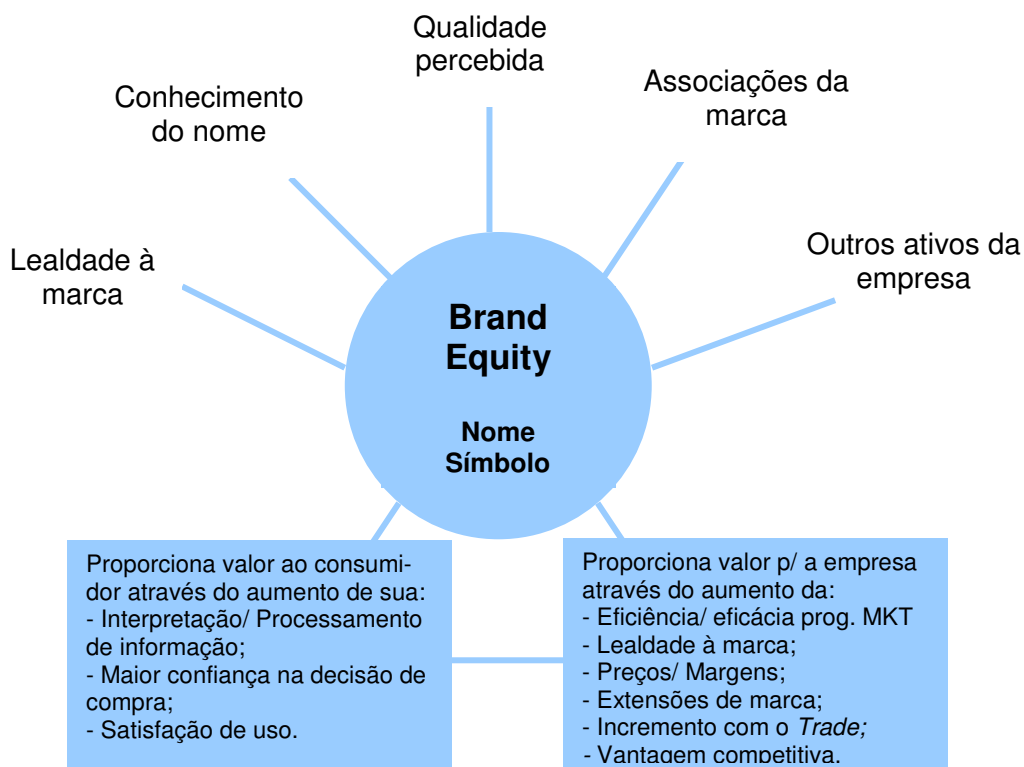 Qualidade
percebida
Conhecimento
do nome
Associações da
marca
Lealdade à
marca
Outros ativos da
empresa
Brand
Equity
Nome
Símbolo
Proporciona valor ao consumi-
dor através do aumento de sua:
- Interpretação/ Processamento
de informação;
- Maior confiança na decisão de
compra;
- Satisfação de uso.
Proporciona valor p/ a empresa
através do aumento da:
- Eficiência/ eficácia prog. MKT
- Lealdade à marca;
- Preços/ Margens;
- Extensões de marca;
- Incremento com o Trade;
- Vantagem competitiva.